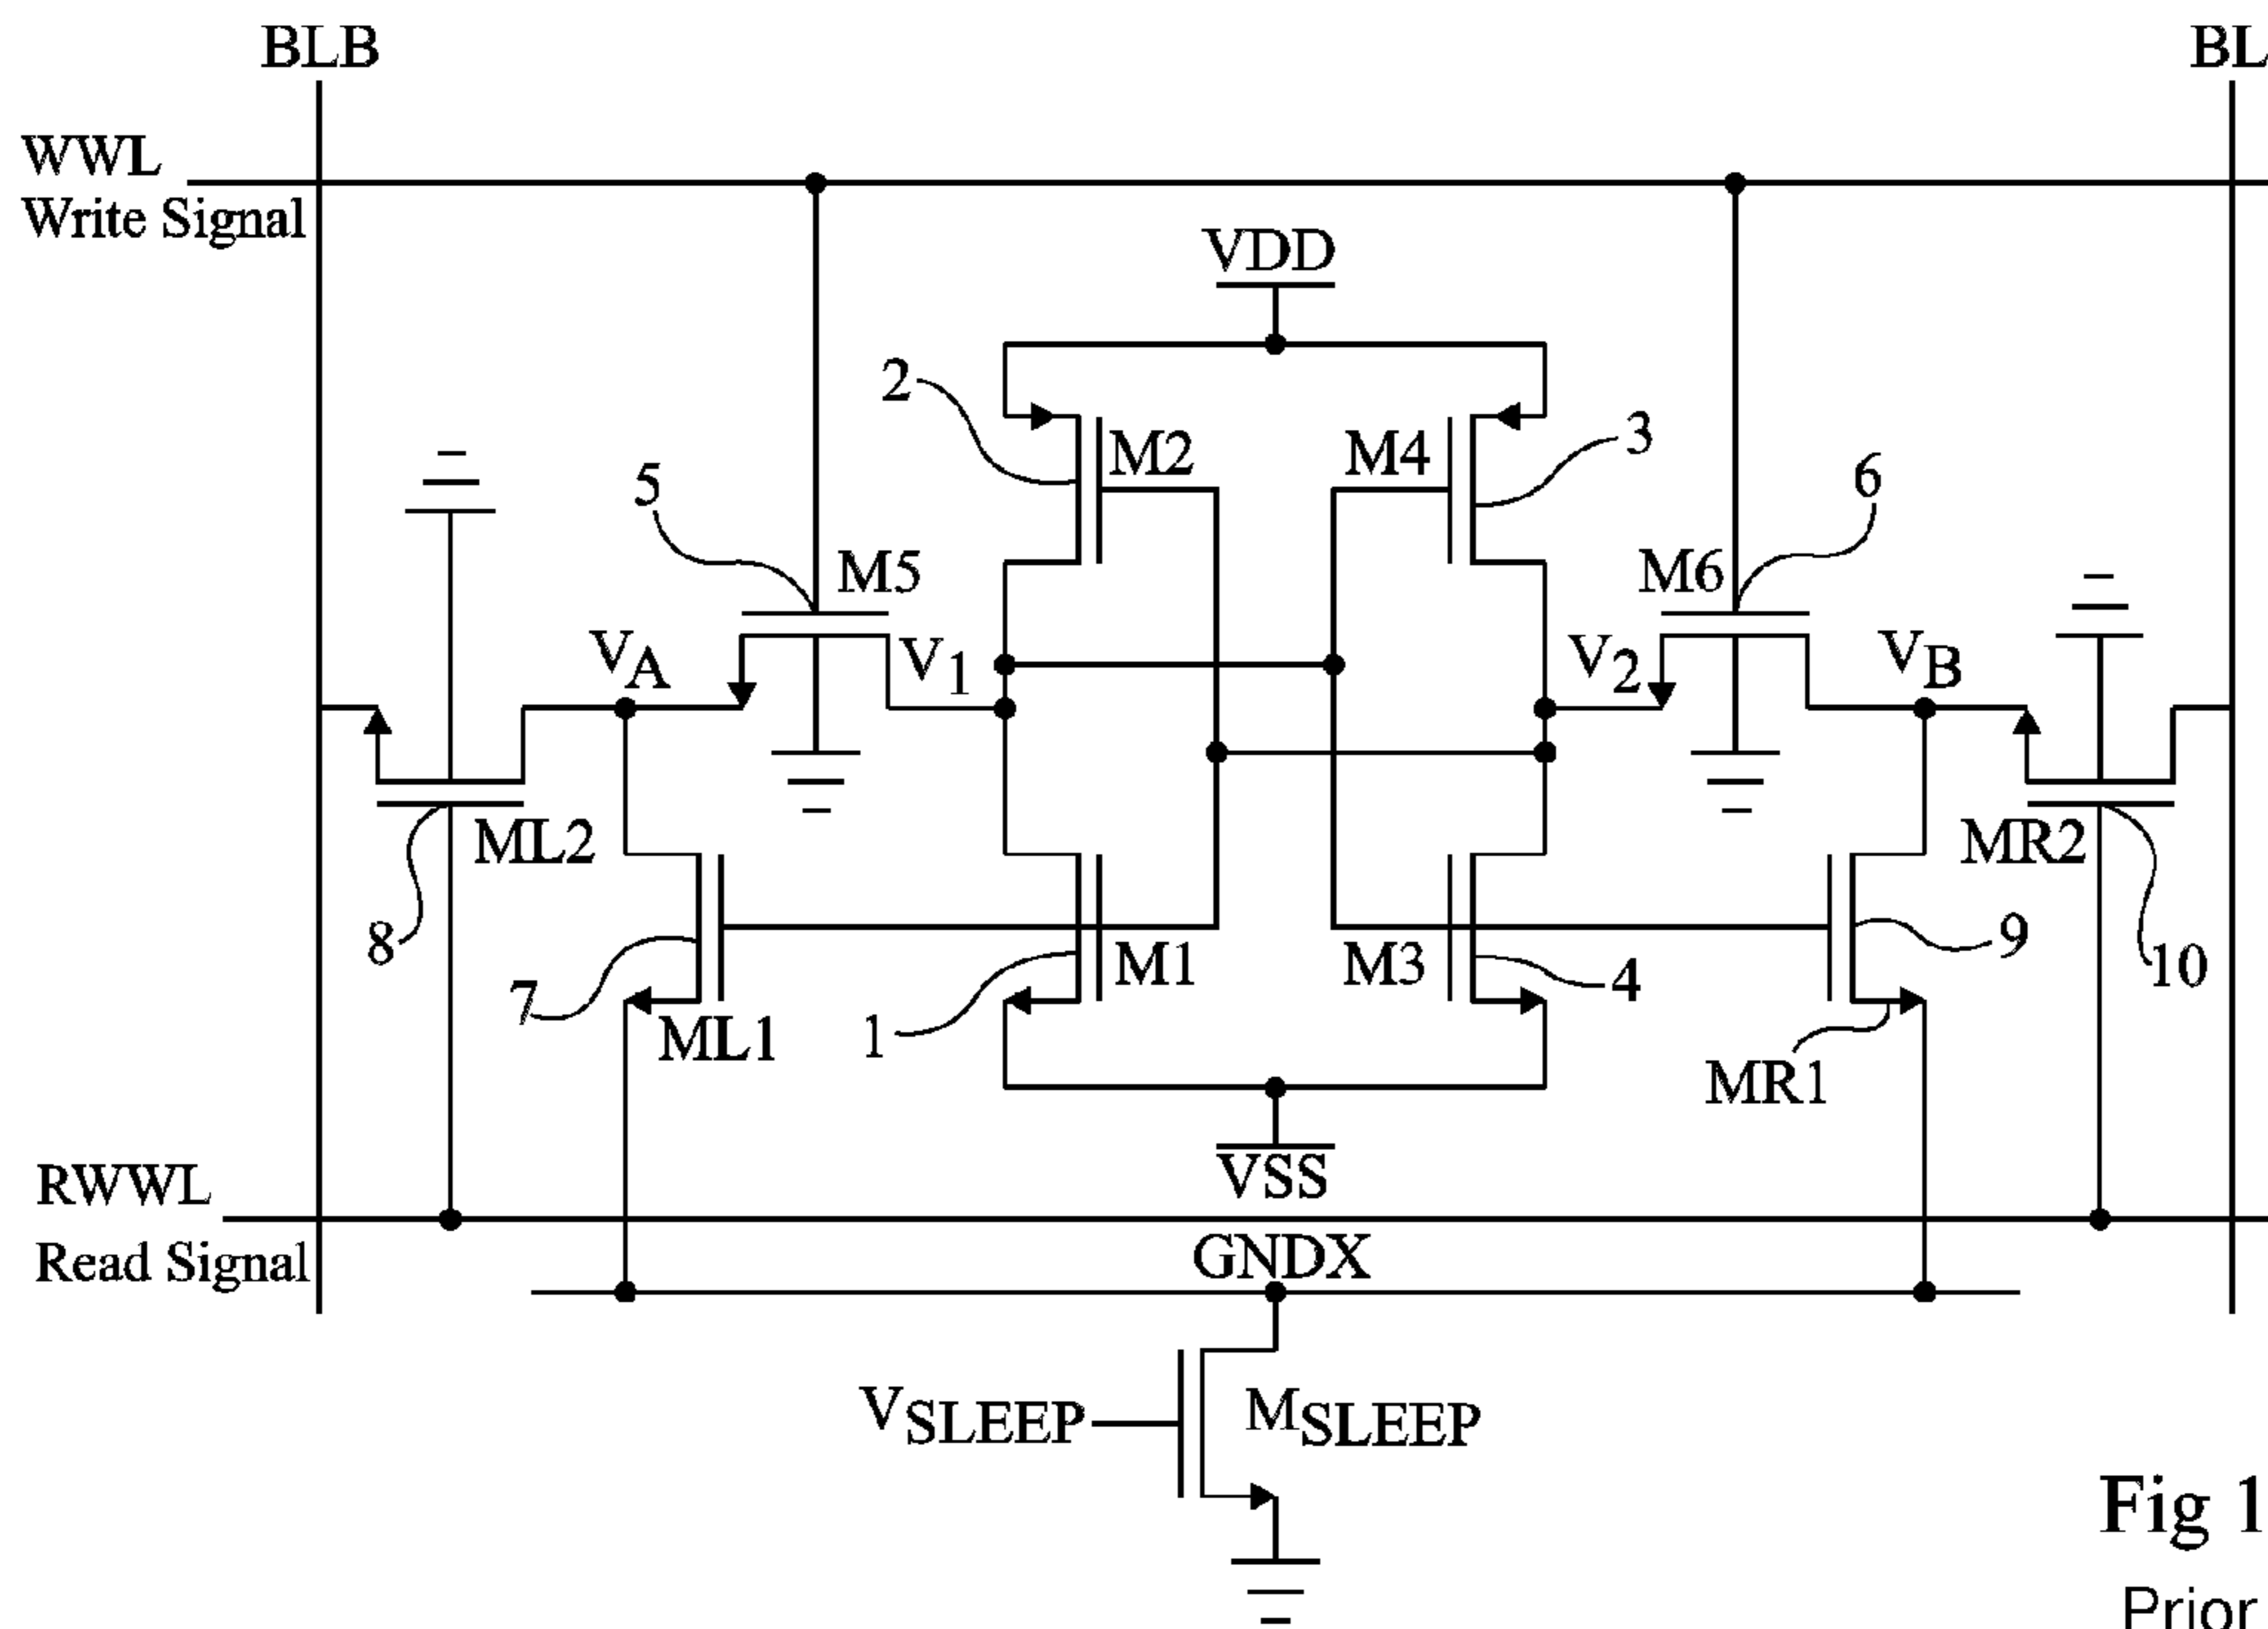 BLB
BL
WWL
Write Signal
VDD
2
M2
M4
3
5
6
M5
M6
VA
V1
V2
VB
ML2
MR2
8
7
M1
M3
9
10
4
ML1
1
MR1
RWWL
VSS
Read Signal
GNDX
VSLEEP
MSLEEP
Fig 1
Prior